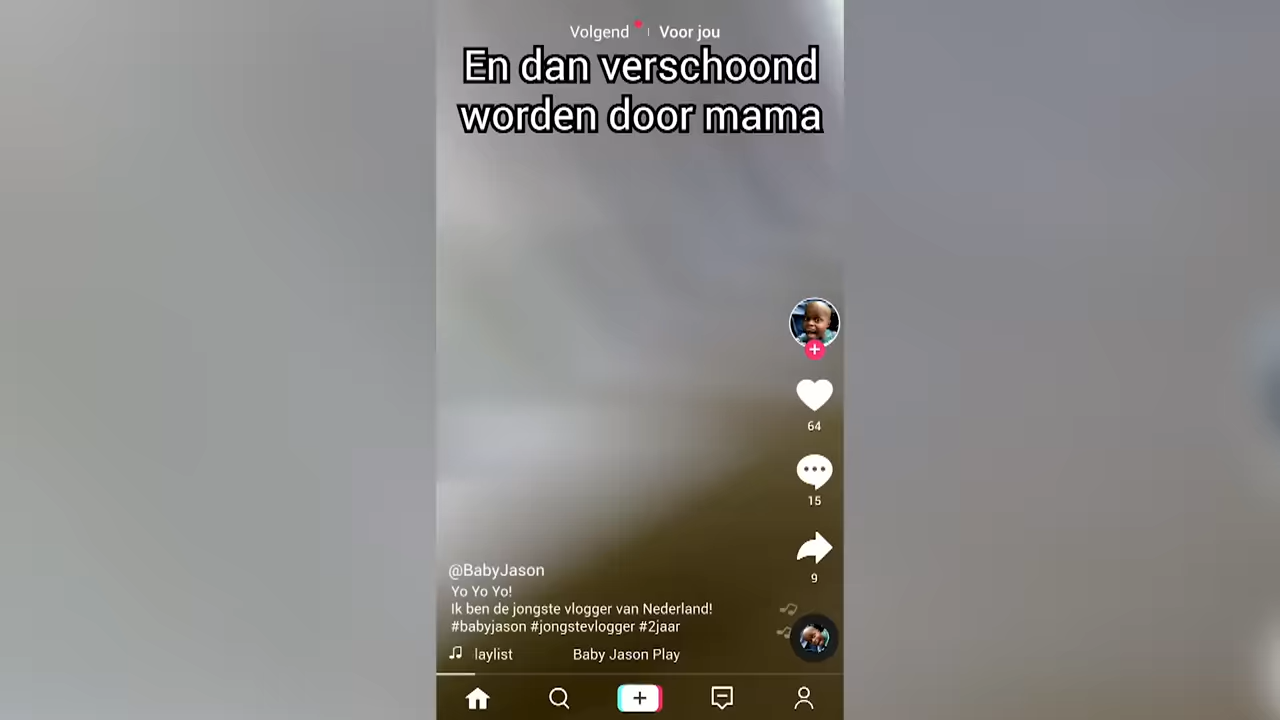 Volgend Voor jou
En dan verschoond
worden door mama
64
15
9
@BabyJason
Yo Yo Yo!
Ik ben de jongste vlogger van Nederland!
#babyjason #jongstevlogger #2jaar
laylist Baby Jason Play